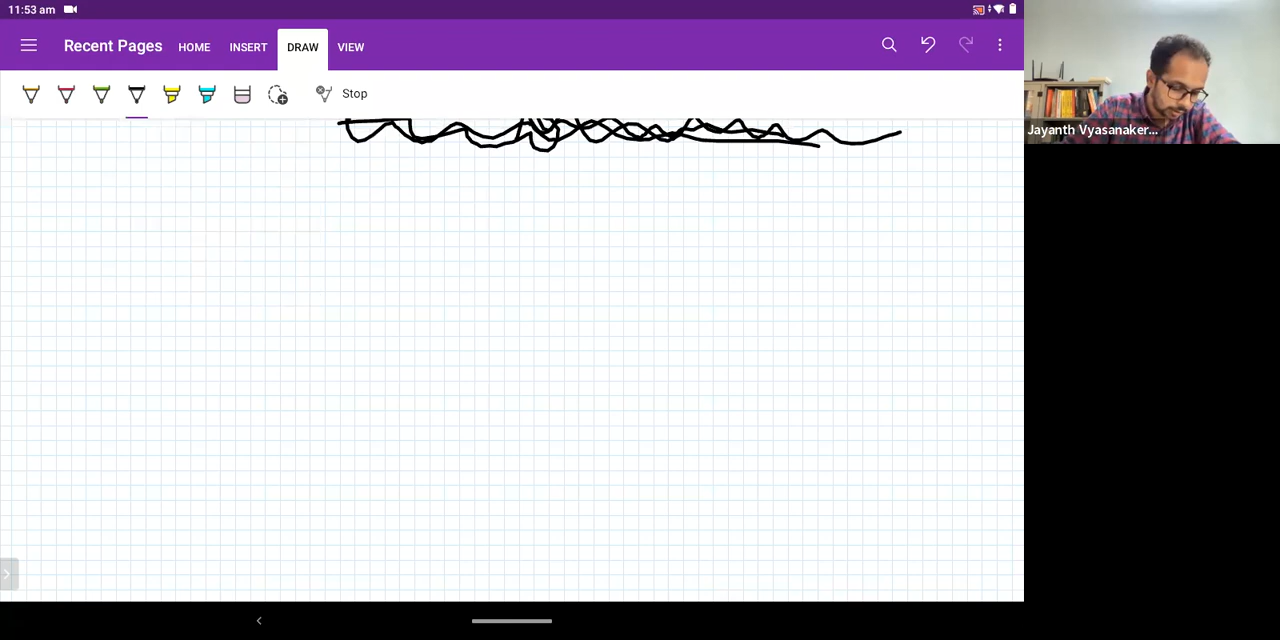 11:53 am
Recent Pages HOME INSERT DRAW VIEW
Stop
Jayanth Vyasanaker...